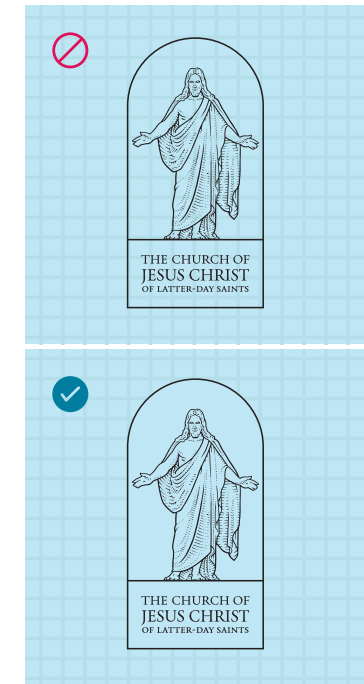 THE CHURCH OF
JESUS CHRIST
OF LATTER-DAY SAINTS
THE CHURCH OF
JESUS CHRIST
OF LATTER-DAY SAINTS